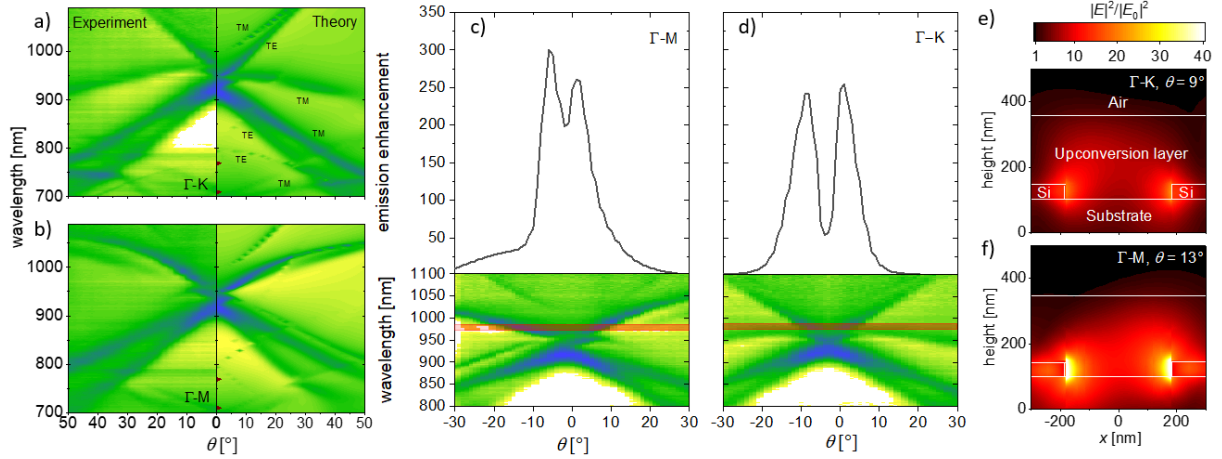 a)
Experiment
Theory
TM
TE
TM
TE
TM
TE
TM
Γ-K
1000
900
800
700
b)
Γ-M
1000
900
800
700
wavelength [nm]
50 40 30 20 10 0 10 20 30 40 50
θ [°]
c)
Γ-M
350
300
250
200
150
100
50
emission enhancement
1100
1050
1000
950
900
850
800
wavelength [nm]
-30 -20 -10 0 10 20 30
θ [°]
d)
Γ-K
-30 -20 -10 0 10 20 30
θ [°]
e)
|E|²/|E₀|²
1 10 20 30 40
Γ-K, θ = 9°
Air
Upconversion layer
Si
Si
Substrate
400
200
0
height [nm]
f)
Γ-M, θ = 13°
400
200
0
height [nm]
-200 0 200
x [nm]